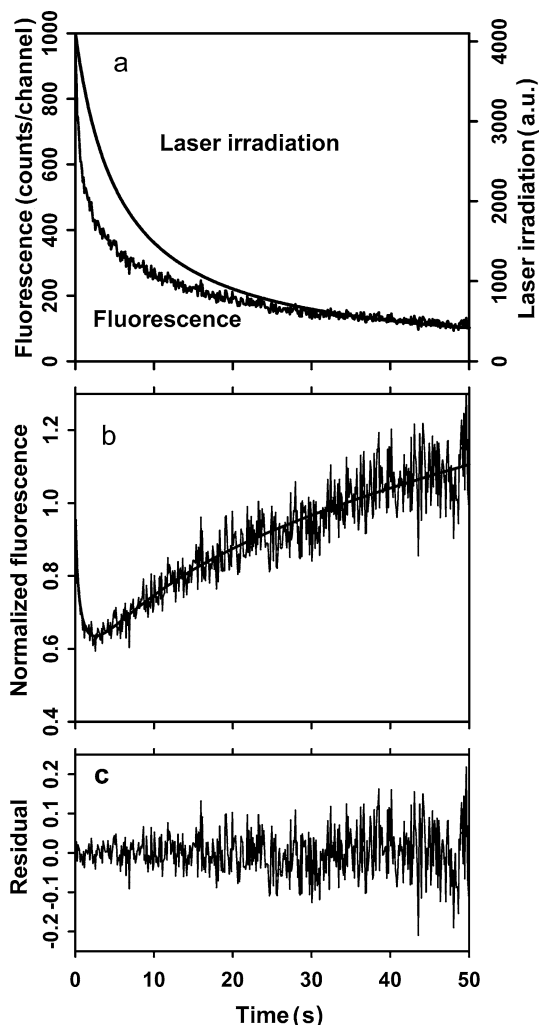 a
Fluorescence (counts/channel)
0 200 400 600 800 1000
Laser irradiation
Fluorescence
Laser irradiation (a.u.)
0 1000 2000 3000 4000
b
Normalized fluorescence
0.4 0.6 0.8 1.0 1.2
c
Residual
-0.2 -0.1 0.0 0.1 0.2
0 10 20 30 40 50
Time (s)